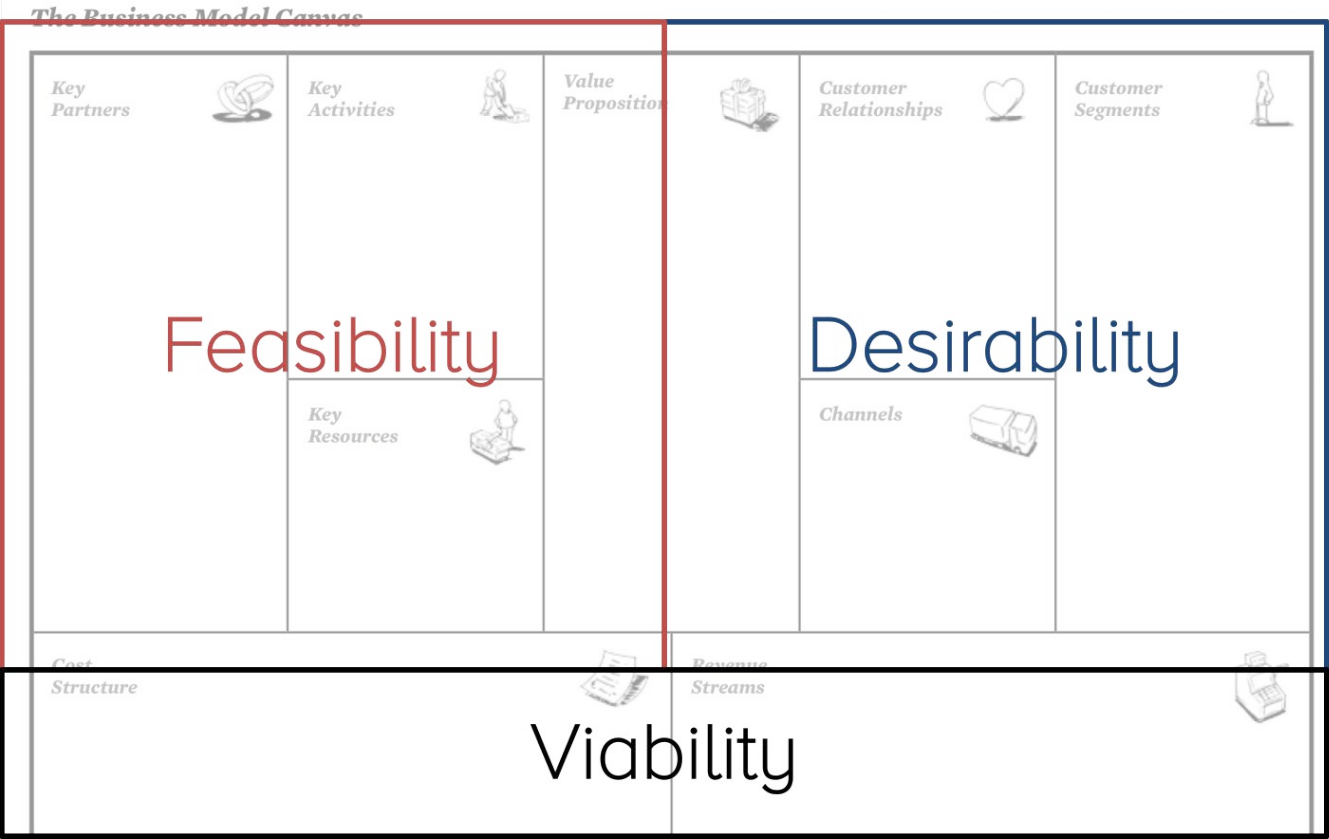 The Business Model Canvas
Key
Partners
Key
Activities
Value
Proposition
Customer
Relationships
Customer
Segments
Feasibility
Desirability
Key
Resources
Channels
Cost
Structure
Revenue
Streams
Viability